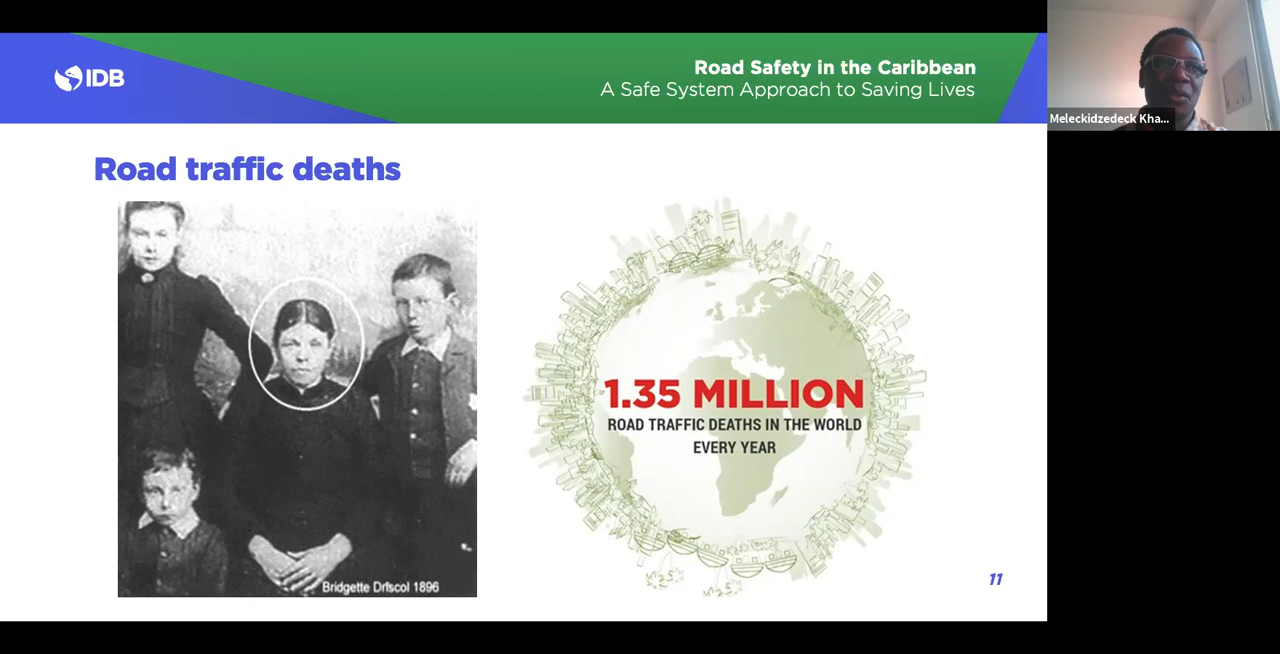 IDB
Road Safety in the Caribbean
A Safe System Approach to Saving Lives
Meleckidzedeck Kha...
Road traffic deaths
Bridgette Drfscol 1896
1.35 MILLION
ROAD TRAFFIC DEATHS IN THE WORLD
EVERY YEAR
11